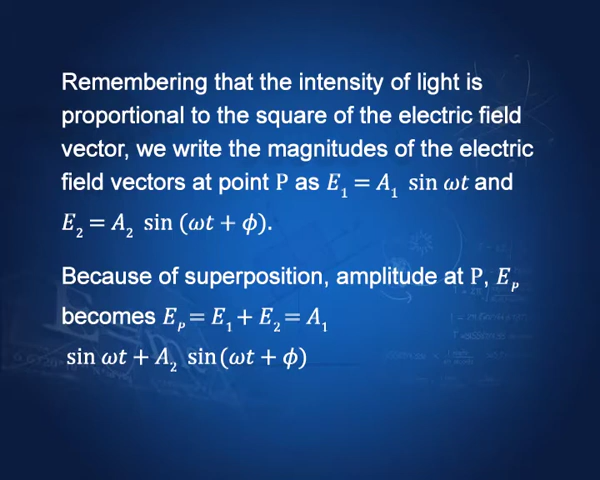 Remembering that the intensity of light is
proportional to the square of the electric field
vector, we write the magnitudes of the electric
field vectors at point P as E₁ = A₁ sin ωt and
E₂ = A₂ sin (ωt + ϕ).
Because of superposition, amplitude at P, Eₚ
becomes Eₚ = E₁ + E₂ = A₁
sin ωt + A₂ sin (ωt + ϕ)